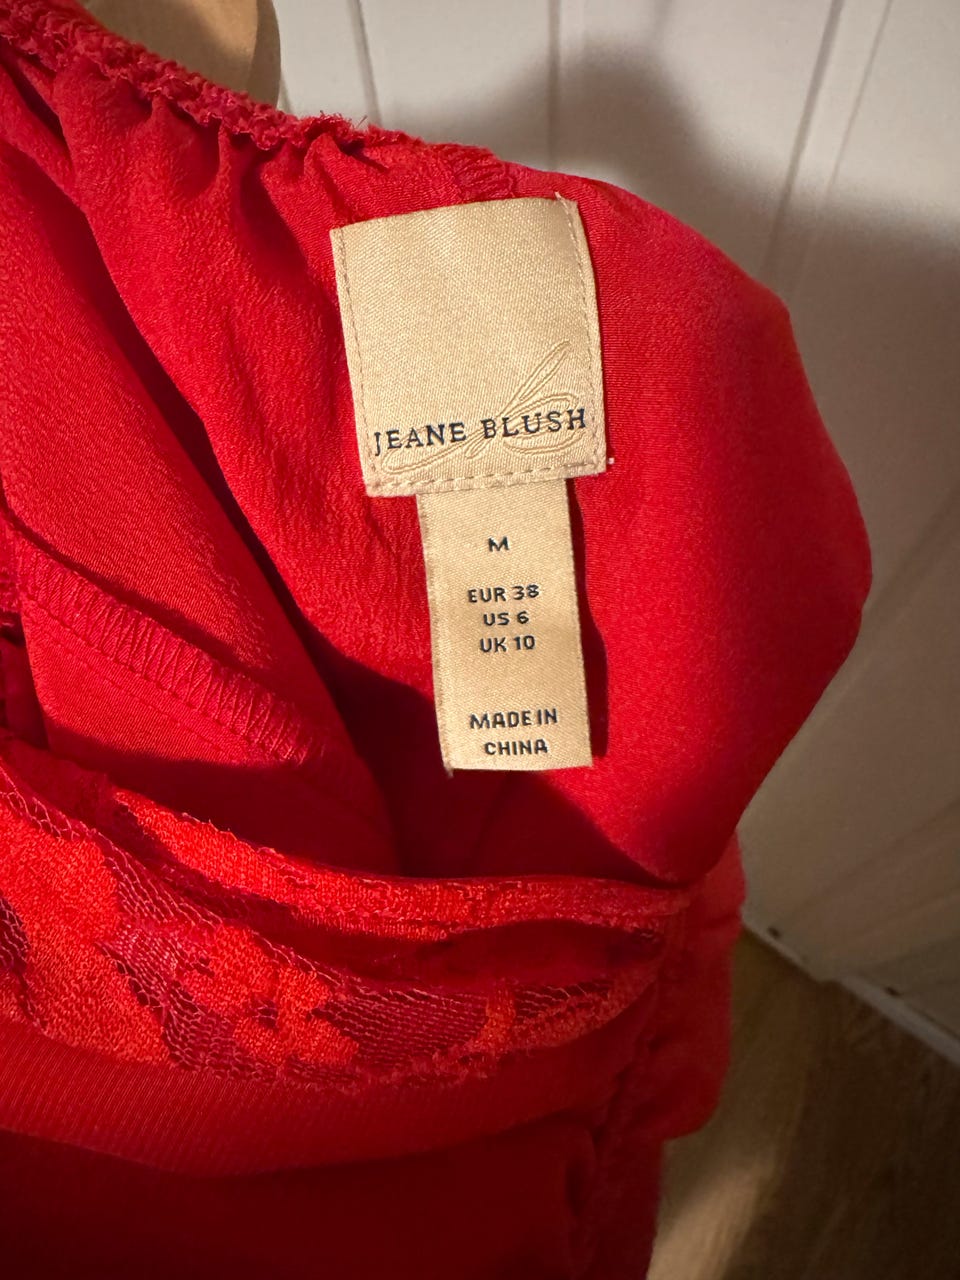 JEANE BLUSH
M
EUR 38
US 6
UK 10
MADE IN
CHINA